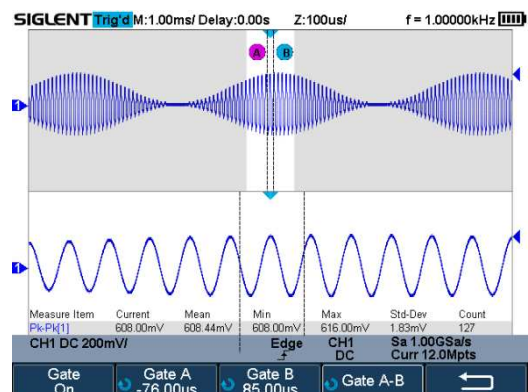 SIGLENT Trig'd M:1.00ms/ Delay:0.00s Z:100us/ f = 1.00000kHz
A B
1
1
Measure Item Current Mean Min Max Std-Dev Count
Pk-Pk[1] 608.00mV 608.44mV 608.00mV 616.00mV 1.83mV 127
CH1 DC 200mV/ Edge CH1 Sa 1.00GSa/s
DC Curr 12.0Mpts
Gate Gate A Gate B Gate A-B
On -76.00us 85.00us